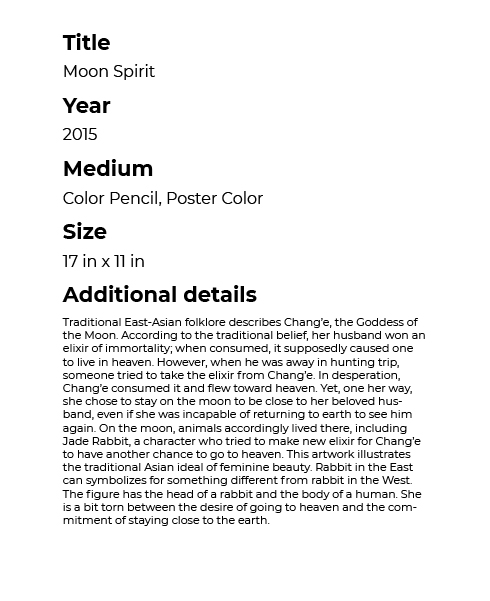 Title
Moon Spirit
Year
2015
Medium
Color Pencil, Poster Color
Size
17 in x 11 in
Additional details
Traditional East-Asian folklore describes Chang’e, the Goddess of
the Moon. According to the traditional belief, her husband won an
elixir of immortality; when consumed, it supposedly caused one
to live in heaven. However, when he was away in hunting trip,
someone tried to take the elixir from Chang’e. In desperation,
Chang’e consumed it and flew toward heaven. Yet, one her way,
she chose to stay on the moon to be close to her beloved hus-
band, even if she was incapable of returning to earth to see him
again. On the moon, animals accordingly lived there, including
Jade Rabbit, a character who tried to make new elixir for Chang’e
to have another chance to go to heaven. This artwork illustrates
the traditional Asian ideal of feminine beauty. Rabbit in the East
can symbolizes for something different from rabbit in the West.
The figure has the head of a rabbit and the body of a human. She
is a bit torn between the desire of going to heaven and the com-
mitment of staying close to the earth.